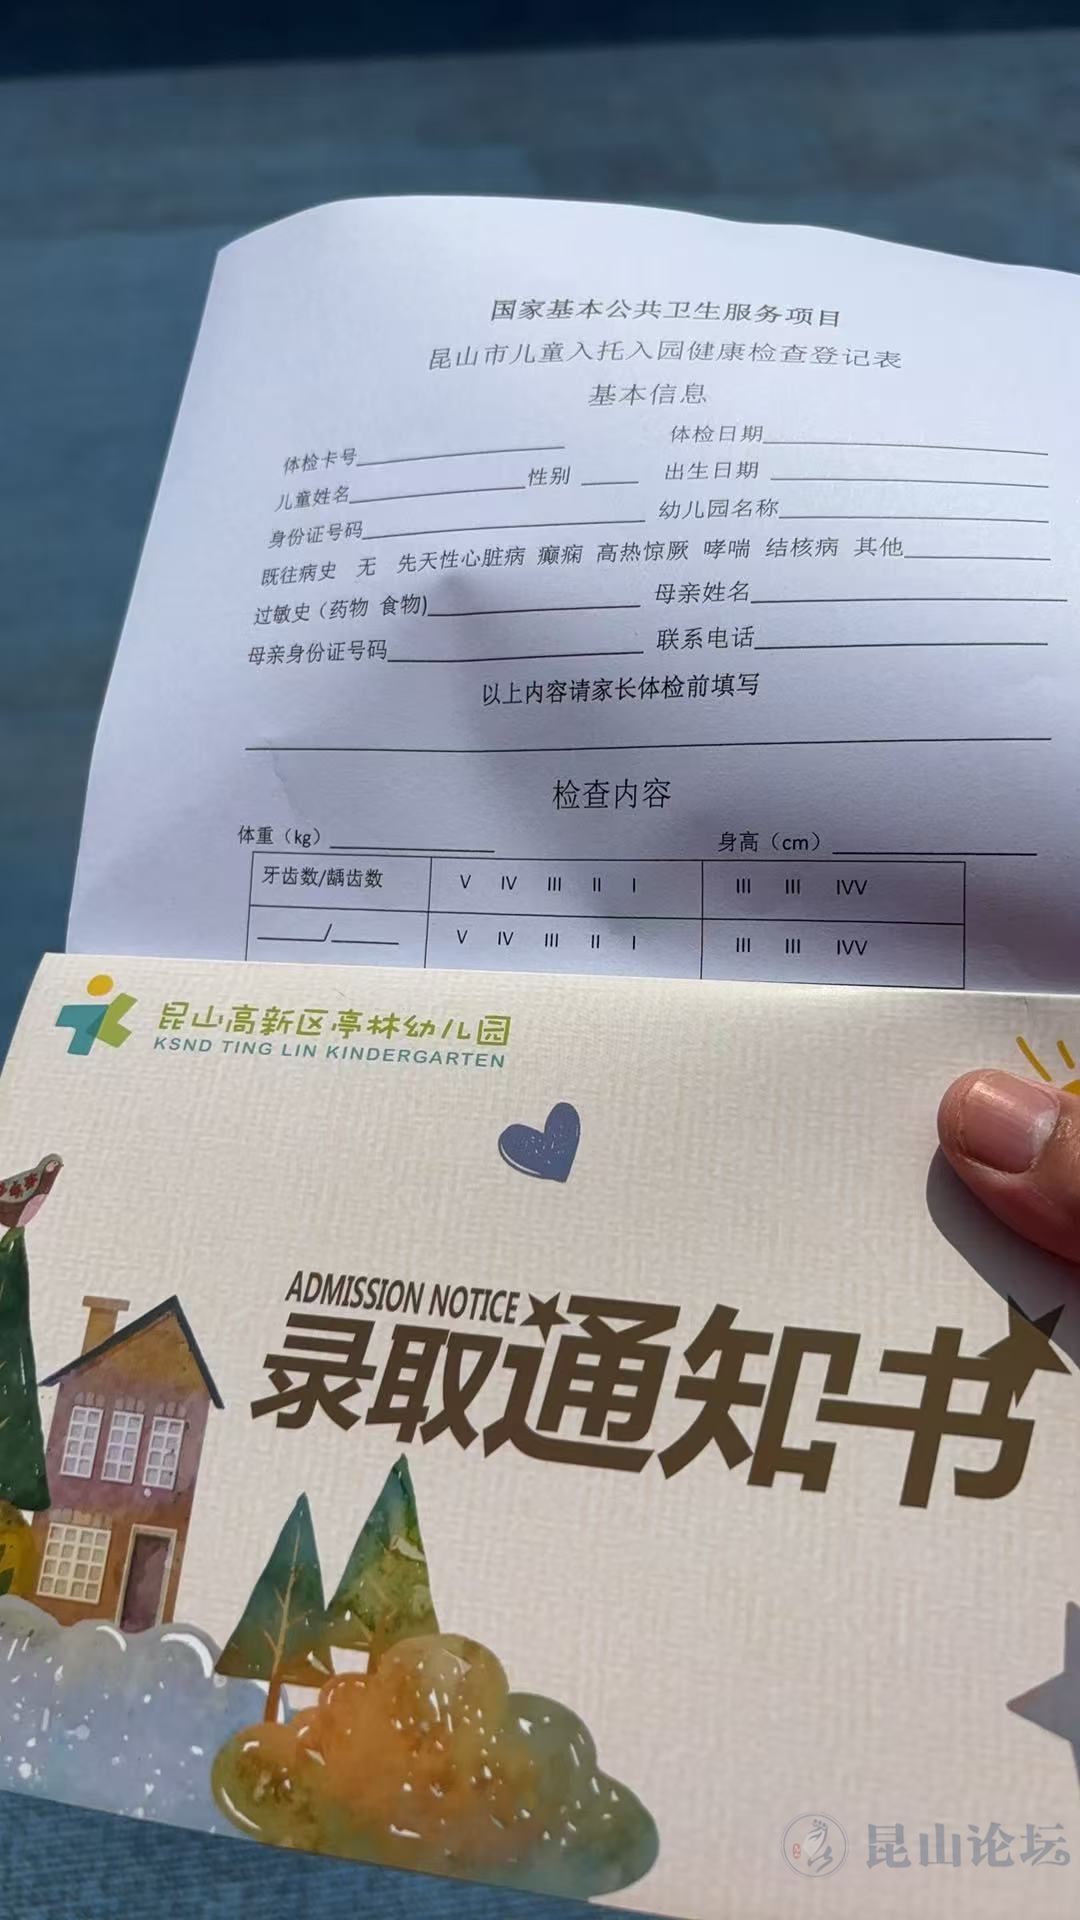 国家基本公共卫生服务项目
昆山市儿童入托入园健康检查登记表
基本信息
体检卡号 体检日期
儿童姓名 性别 出生日期
身份证号码 幼儿园名称
既往病史 无 先天性心脏病 癫痫 高热惊厥 哮喘 结核病 其他
过敏史（药物 食物) 母亲姓名
母亲身份证号码 联系电话
以上内容请家长体检前填写
检查内容
体重（kg） 身高（cm）
牙齿数/龋齿数 V IV III II I III III IVV
/ V IV III II I III III IVV
昆山高新区亭林幼儿园
KSND TING LIN KINDERGARTEN
ADMISSION NOTICE
录取通知书
昆山论坛